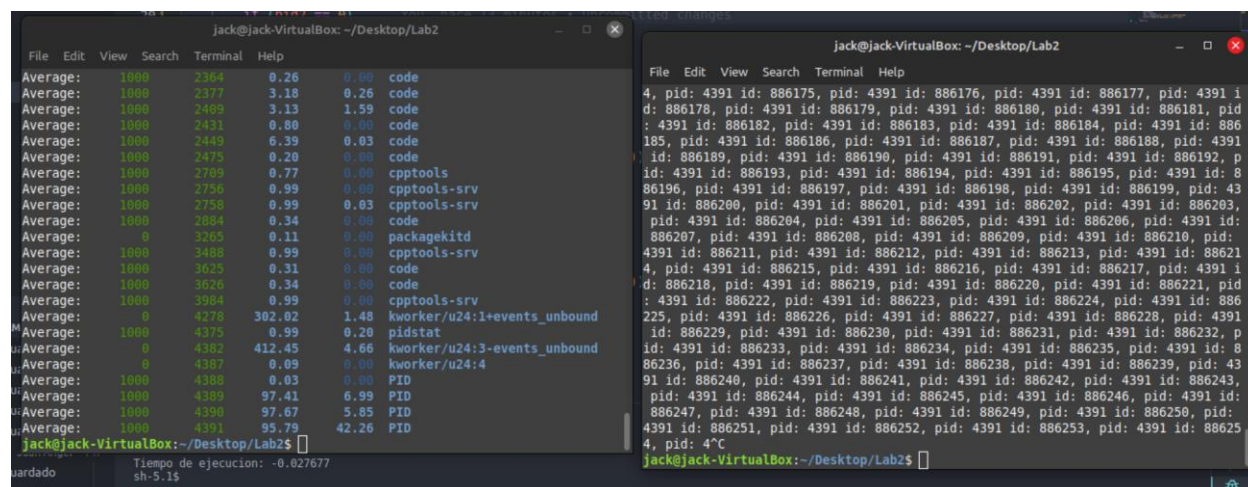 jack@jack-VirtualBox: ~/Desktop/Lab2
File Edit View Search Terminal Help
Average: 1000 2364 0.26 0.00 code
Average: 1000 2377 3.18 0.26 code
Average: 1000 2409 3.13 1.59 code
Average: 1000 2431 0.80 0.00 code
Average: 1000 2449 6.39 0.03 code
Average: 1000 2475 0.20 0.00 code
Average: 1000 2709 0.77 0.00 cpptools
Average: 1000 2756 0.99 0.00 cpptools-srv
Average: 1000 2758 0.99 0.03 cpptools-srv
Average: 1000 2884 0.34 0.00 code
Average: 0 3265 0.11 0.00 packagekitd
Average: 1000 3488 0.99 0.00 cpptools-srv
Average: 1000 3625 0.31 0.00 code
Average: 1000 3626 0.34 0.00 code
Average: 1000 3984 0.99 0.00 cpptools-srv
Average: 0 4278 302.02 1.48 kworker/u24:1+events_unbound
Average: 1000 4375 0.99 0.20 pidstat
Average: 0 4382 412.45 4.66 kworker/u24:3-events_unbound
Average: 0 4387 0.09 0.00 kworker/u24:4
Average: 1000 4388 0.03 0.00 PID
Average: 1000 4389 97.41 6.99 PID
Average: 1000 4390 97.67 5.85 PID
Average: 1000 4391 95.79 42.26 PID
jack@jack-VirtualBox:~/Desktop/Lab2$
Tiempo de ejecucion: -0.027677
sh-5.1$
uardado
jack@jack-VirtualBox: ~/Desktop/Lab2
File Edit View Search Terminal Help
4, pid: 4391 id: 886175, pid: 4391 id: 886176, pid: 4391 id: 886177, pid: 4391 i
d: 886178, pid: 4391 id: 886179, pid: 4391 id: 886180, pid: 4391 id: 886181, pid
: 4391 id: 886182, pid: 4391 id: 886183, pid: 4391 id: 886184, pid: 4391 id: 886
185, pid: 4391 id: 886186, pid: 4391 id: 886187, pid: 4391 id: 886188, pid: 4391
id: 886189, pid: 4391 id: 886190, pid: 4391 id: 886191, pid: 4391 id: 886192, p
id: 4391 id: 886193, pid: 4391 id: 886194, pid: 4391 id: 886195, pid: 4391 id: 8
86196, pid: 4391 id: 886197, pid: 4391 id: 886198, pid: 4391 id: 886199, pid: 43
91 id: 886200, pid: 4391 id: 886201, pid: 4391 id: 886202, pid: 4391 id: 886203,
pid: 4391 id: 886204, pid: 4391 id: 886205, pid: 4391 id: 886206, pid: 4391 id:
886207, pid: 4391 id: 886208, pid: 4391 id: 886209, pid: 4391 id: 886210, pid:
4391 id: 886211, pid: 4391 id: 886212, pid: 4391 id: 886213, pid: 4391 id: 88621
4, pid: 4391 id: 886215, pid: 4391 id: 886216, pid: 4391 id: 886217, pid: 4391 i
d: 886218, pid: 4391 id: 886219, pid: 4391 id: 886220, pid: 4391 id: 886221, pid
: 4391 id: 886222, pid: 4391 id: 886223, pid: 4391 id: 886224, pid: 4391 id: 886
225, pid: 4391 id: 886226, pid: 4391 id: 886227, pid: 4391 id: 886228, pid: 4391
id: 886229, pid: 4391 id: 886230, pid: 4391 id: 886231, pid: 4391 id: 886232, p
id: 4391 id: 886233, pid: 4391 id: 886234, pid: 4391 id: 886235, pid: 4391 id: 8
86236, pid: 4391 id: 886237, pid: 4391 id: 886238, pid: 4391 id: 886239, pid: 43
91 id: 886240, pid: 4391 id: 886241, pid: 4391 id: 886242, pid: 4391 id: 886243,
pid: 4391 id: 886244, pid: 4391 id: 886245, pid: 4391 id: 886246, pid: 4391 id:
886247, pid: 4391 id: 886248, pid: 4391 id: 886249, pid: 4391 id: 886250, pid:
4391 id: 886251, pid: 4391 id: 886252, pid: 4391 id: 886253, pid: 4391 id: 88625
4, pid: 4^C
jack@jack-VirtualBox:~/Desktop/Lab2$